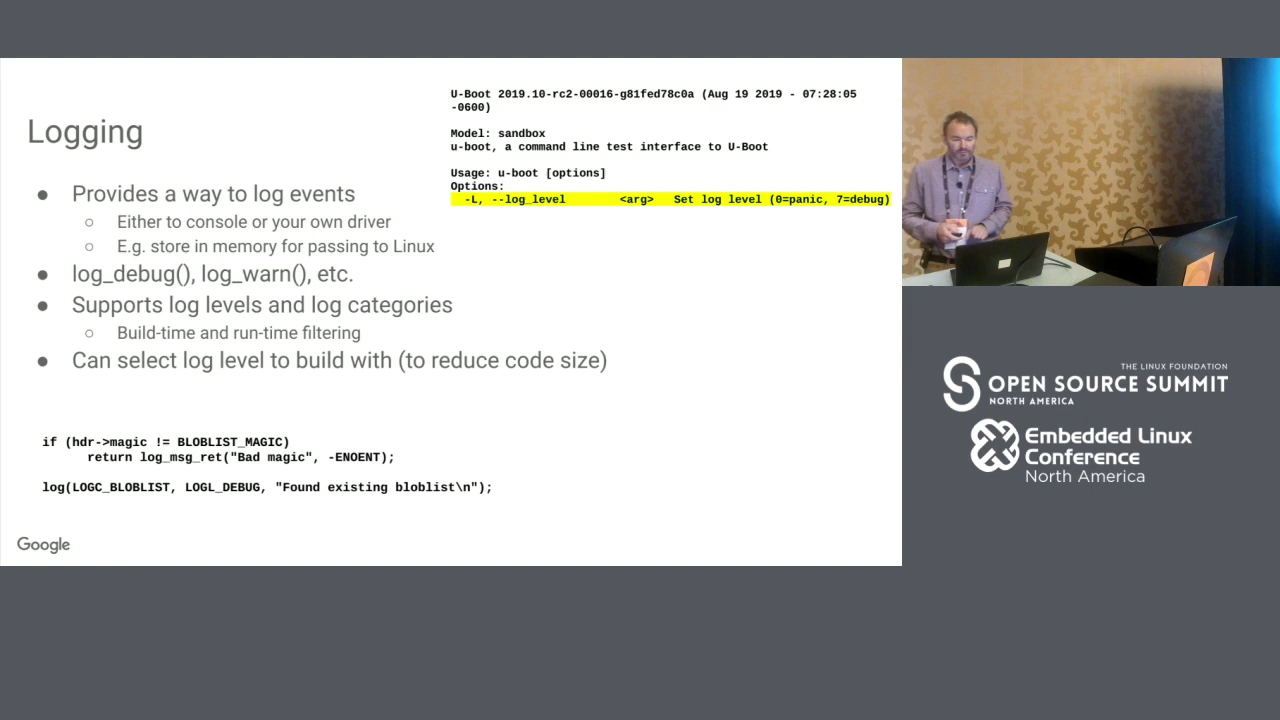 Logging
● Provides a way to log events
○ Either to console or your own driver
○ E.g. store in memory for passing to Linux
● log_debug(), log_warn(), etc.
● Supports log levels and log categories
○ Build-time and run-time filtering
● Can select log level to build with (to reduce code size)
U-Boot 2019.10-rc2-00016-g81fed78c0a (Aug 19 2019 - 07:28:05
-0600)
Model: sandbox
u-boot, a command line test interface to U-Boot
Usage: u-boot [options]
Options:
-L, --log_level <arg> Set log level (0=panic, 7=debug)
if (hdr->magic != BLOBLIST_MAGIC)
return log_msg_ret("Bad magic", -ENOENT);
log(LOGC_BLOBLIST, LOGL_DEBUG, "Found existing bloblist\n");
Google
THE LINUX FOUNDATION
OPEN SOURCE SUMMIT
NORTH AMERICA
Embedded Linux
Conference
North America